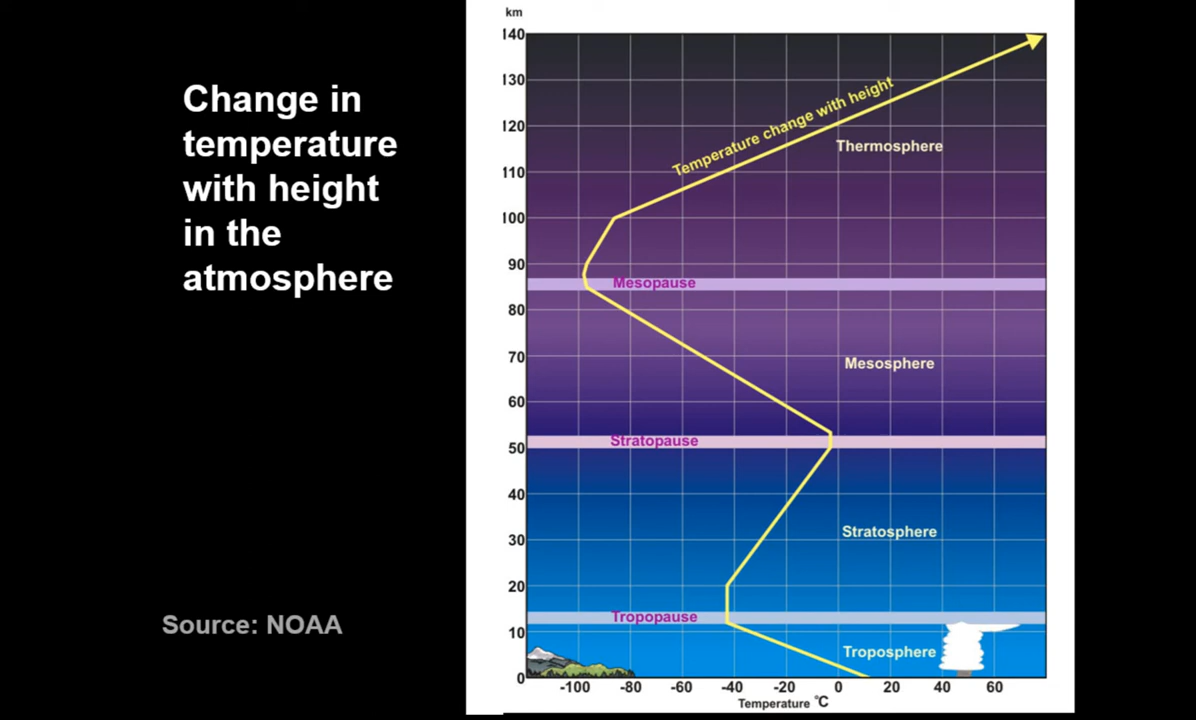 Change in
temperature
with height
in the
atmosphere
Source: NOAA
km
140
130
120
110
100
90
80
70
60
50
40
30
20
10
0
Temperature change with height
Thermosphere
Mesopause
Mesosphere
Stratopause
Stratosphere
Tropopause
Troposphere
-100 -80 -60 -40 -20 0 20 40 60
Temperature °C